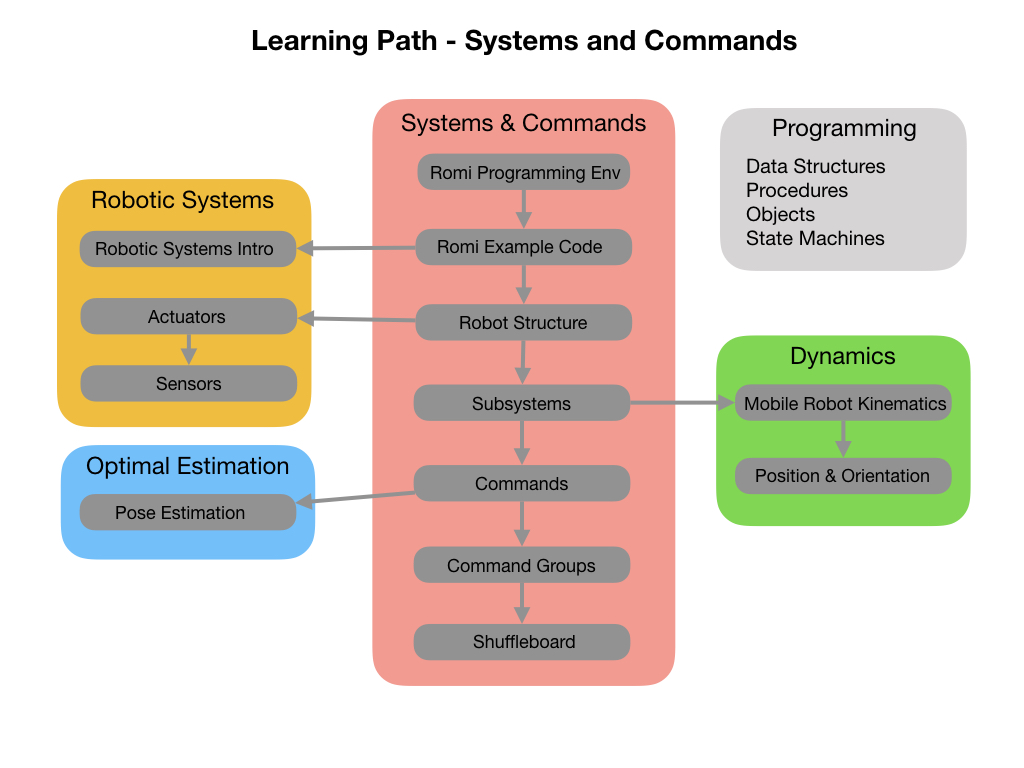 Learning Path - Systems and Commands
Systems & Commands
Romi Programming Env
Romi Example Code
Robot Structure
Subsystems
Commands
Command Groups
Shuffleboard
Robotic Systems
Robotic Systems Intro
Actuators
Sensors
Optimal Estimation
Pose Estimation
Programming
Data Structures
Procedures
Objects
State Machines
Dynamics
Mobile Robot Kinematics
Position & Orientation